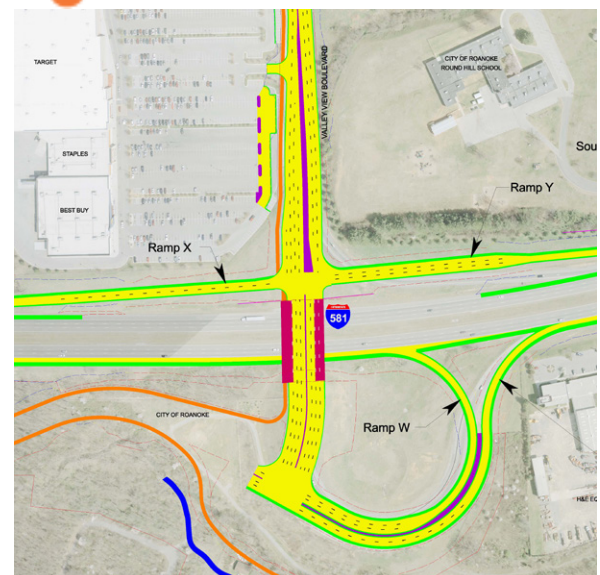 TARGET
STAPLES
BEST BUY
VALLEY VIEW BOULEVARD
CITY OF ROANOKE
ROUND HILL SCHOOL
Sou
Ramp Y
Ramp X
581
CITY OF ROANOKE
Ramp W
H&E EQ